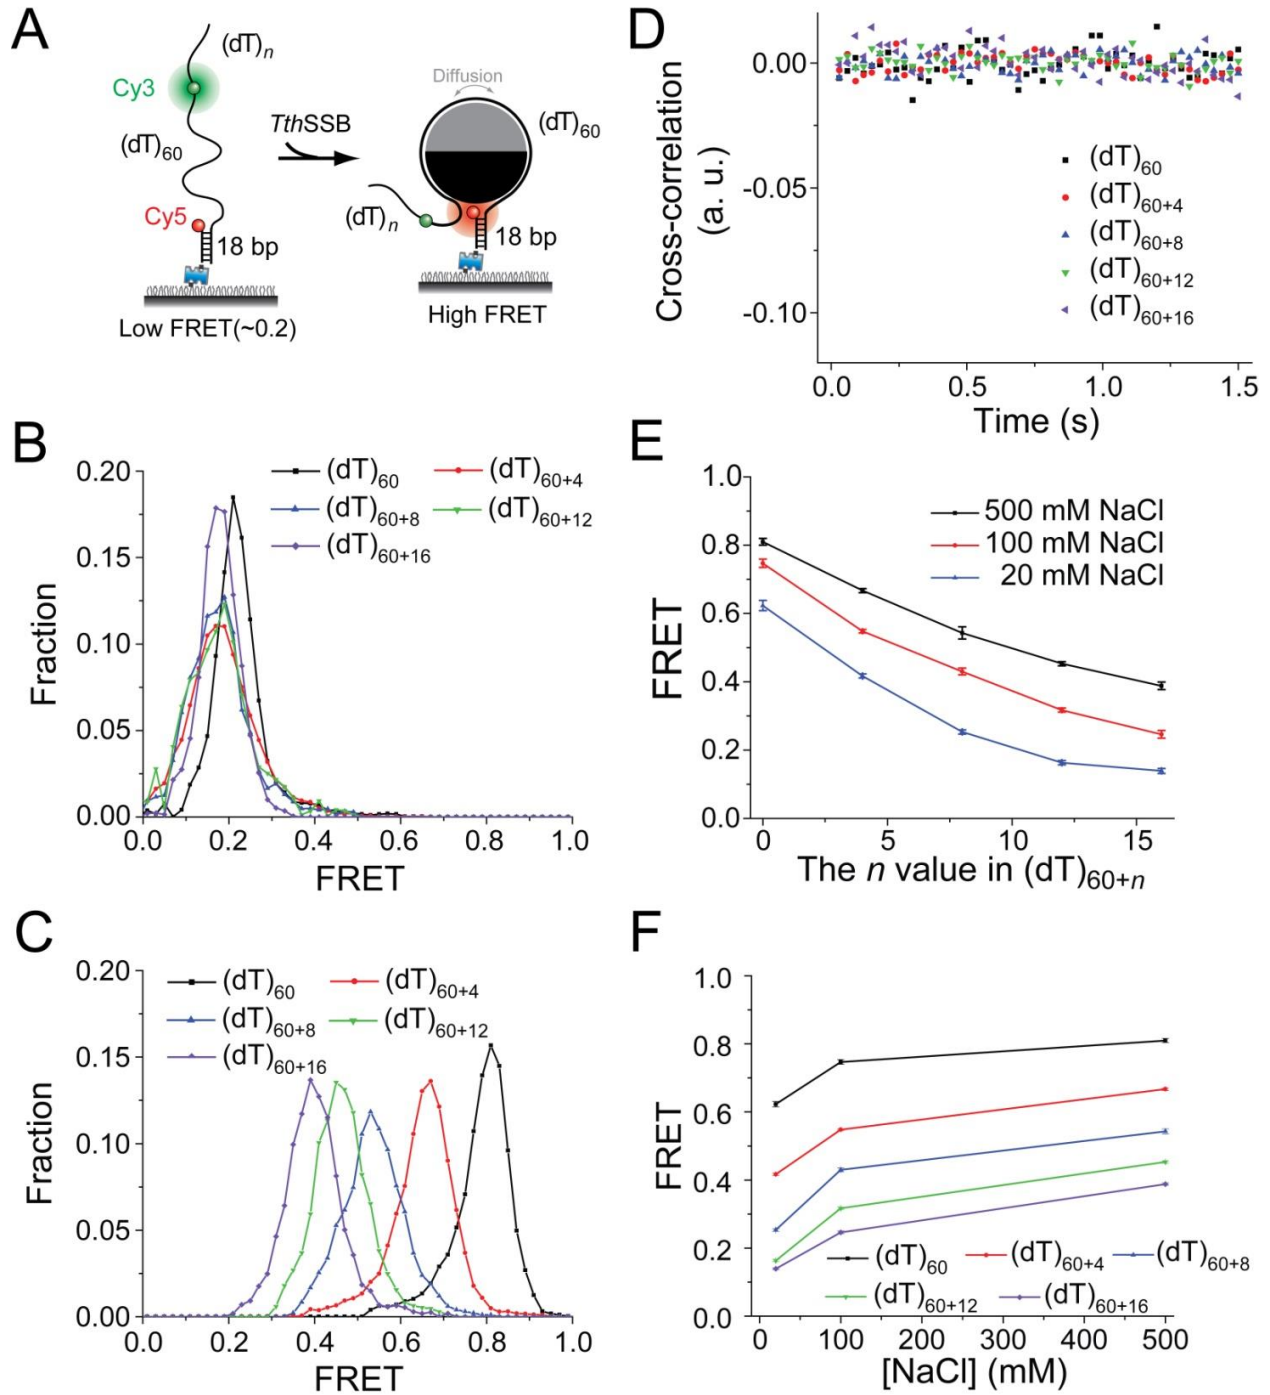 A
(dT)n
Cy3
(dT)60
Cy5
18 bp
Low FRET(~0.2)
TthSSB
Diffusion
(dT)60
(dT)n
18 bp
High FRET
D
Cross-correlation
(a. u.)
0.00
-0.05
-0.10
(dT)60
(dT)60+4
(dT)60+8
(dT)60+12
(dT)60+16
0.0 0.5 1.0 1.5
Time (s)
B
Fraction
0.20
0.15
0.10
0.05
0.00
(dT)60 (dT)60+4
(dT)60+8 (dT)60+12
(dT)60+16
0.0 0.2 0.4 0.6 0.8 1.0
FRET
E
FRET
1.0
0.8
0.6
0.4
0.2
0.0
500 mM NaCl
100 mM NaCl
20 mM NaCl
0 5 10 15
The n value in (dT)60+n
C
Fraction
0.20
0.15
0.10
0.05
0.00
(dT)60 (dT)60+4
(dT)60+8 (dT)60+12
(dT)60+16
0.0 0.2 0.4 0.6 0.8 1.0
FRET
F
FRET
1.0
0.8
0.6
0.4
0.2
0.0
(dT)60 (dT)60+4 (dT)60+8
(dT)60+12 (dT)60+16
0 100 200 300 400 500
[NaCl] (mM)